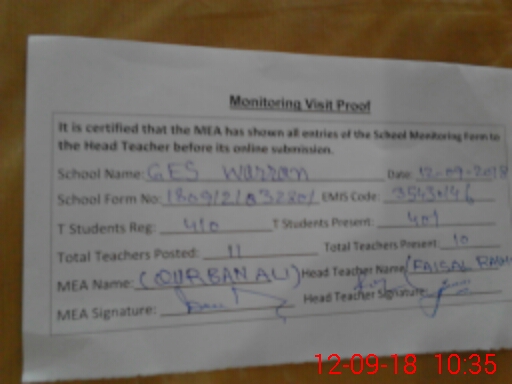 Monitoring Visit Proof
It is certified that the MEA has shown all entries of the School Monitoring Form to
the Head Teacher before its online submission.
School Name: GES Warran Date: 12-09-2018
School Form No: EMIS Code:
T Students Reg: 410 T Students Present: 401
Total Teachers Posted: 11 Total Teachers Present: 10
MEA Name: (QURBAN ALI) Head Teacher Name (FAISAL
MEA Signature: Head Teacher Signature:
12-09-18 10:35